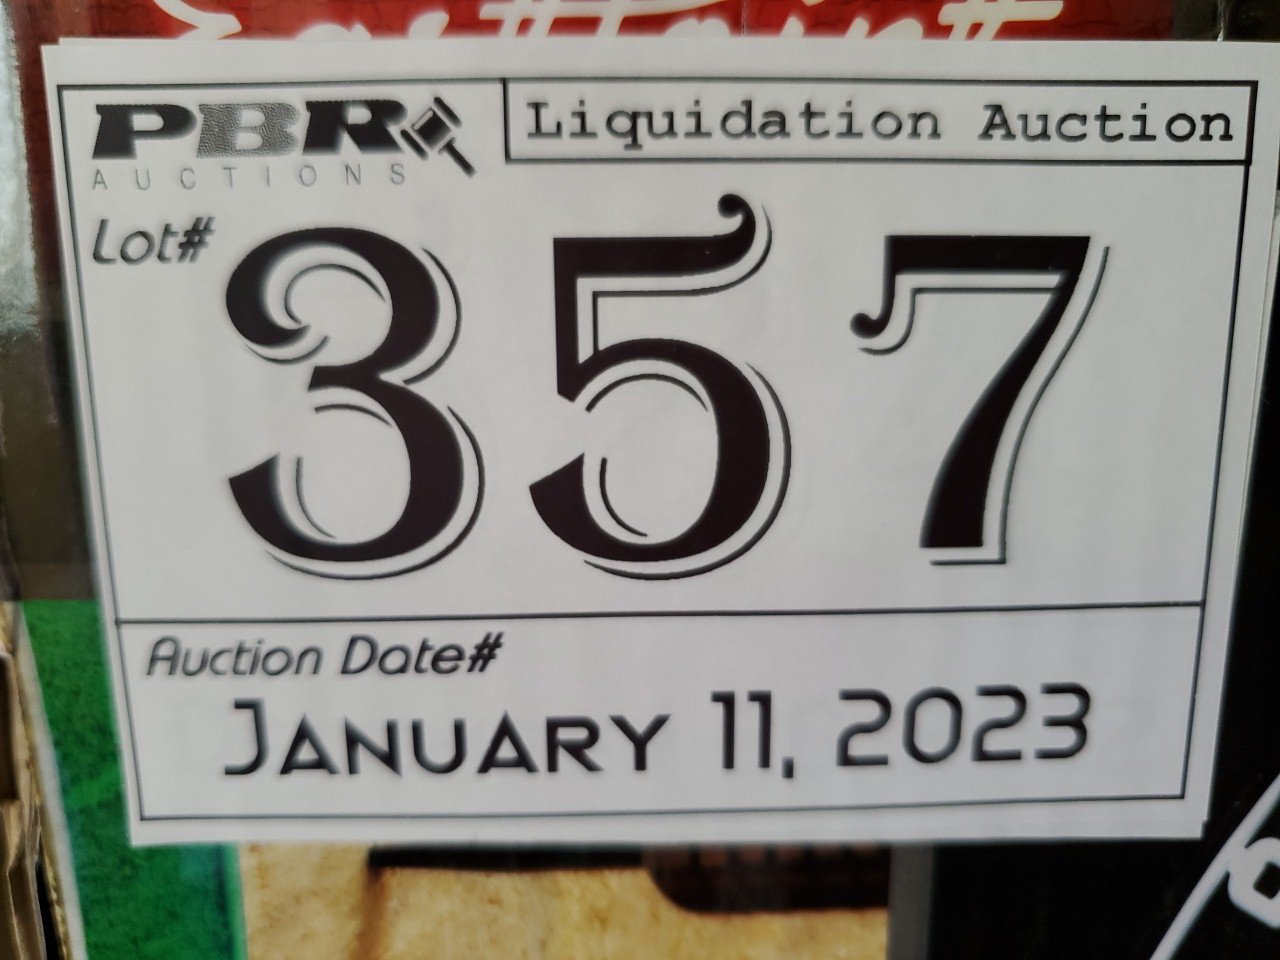 PBR
AUCTIONS
Liquidation Auction
Lot#
357
Auction Date#
January 11, 2023